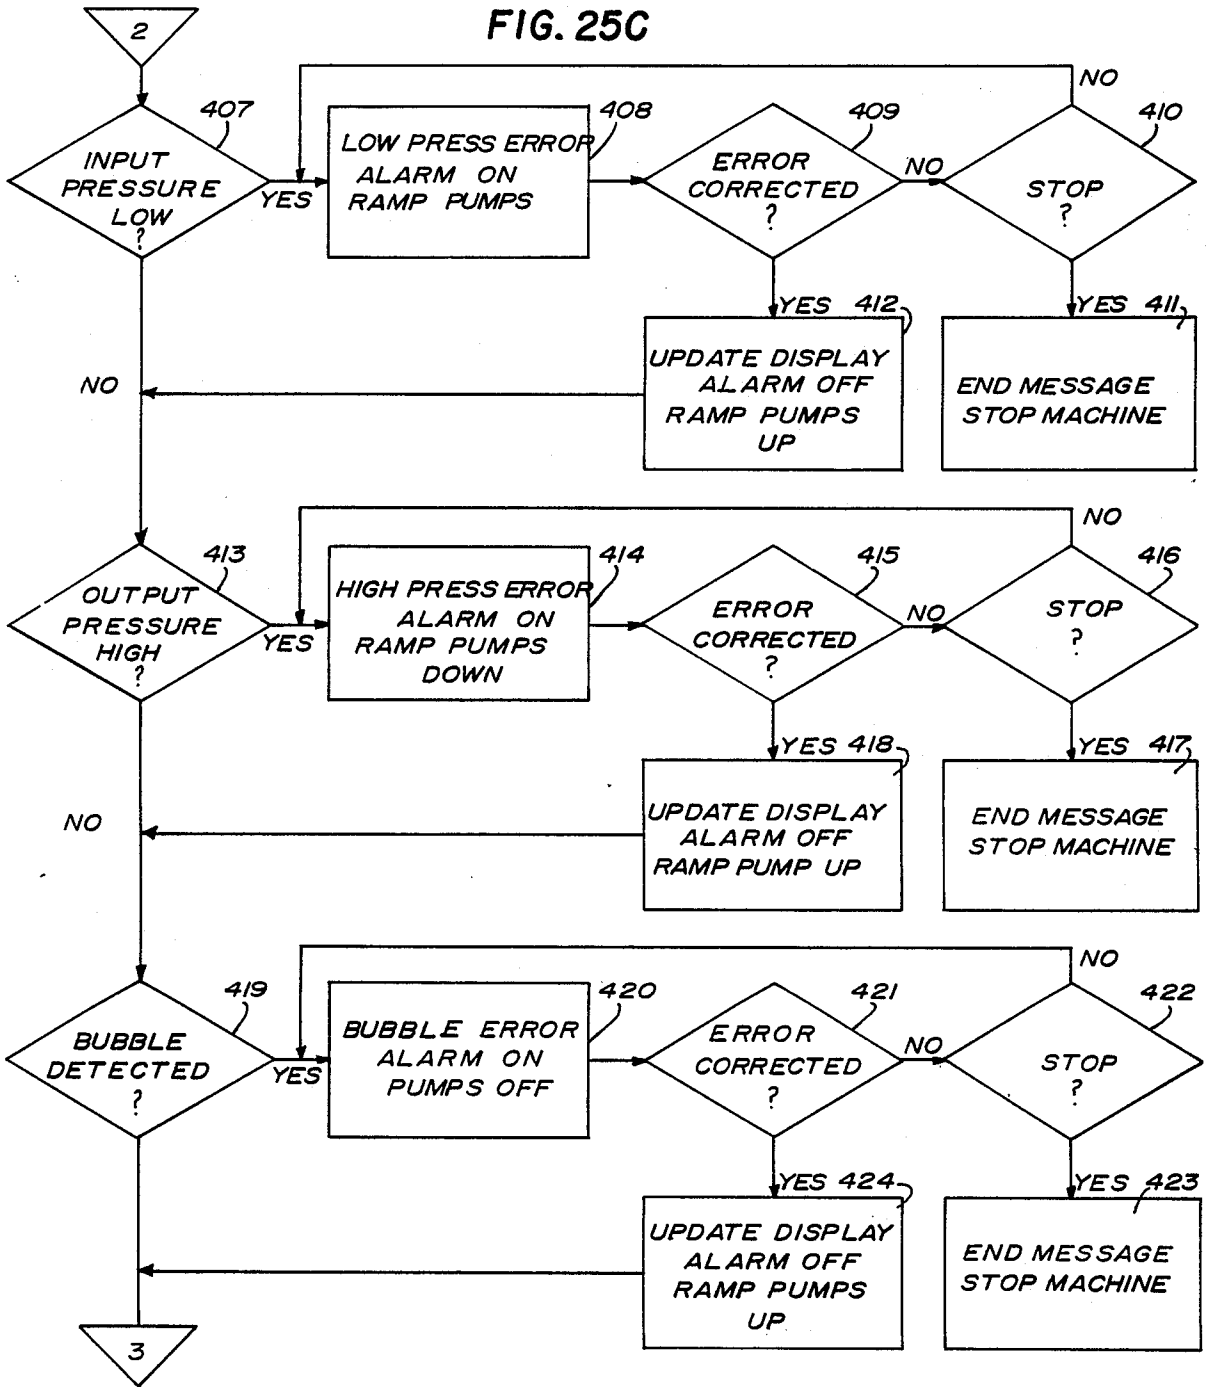 FIG. 25C
2
NO
407
408
409
410
INPUT
PRESSURE
LOW
?
YES
LOW PRESS ERROR
ALARM ON
RAMP PUMPS
ERROR
CORRECTED
?
NO
STOP
?
YES 412
YES 411
NO
UPDATE DISPLAY
ALARM OFF
RAMP PUMPS
UP
END MESSAGE
STOP MACHINE
NO
413
414
415
416
OUTPUT
PRESSURE
HIGH
?
YES
HIGH PRESS ERROR
ALARM ON
RAMP PUMPS
DOWN
ERROR
CORRECTED
?
NO
STOP
?
YES 418
YES 417
NO
UPDATE DISPLAY
ALARM OFF
RAMP PUMP UP
END MESSAGE
STOP MACHINE
NO
419
420
421
422
BUBBLE
DETECTED
?
YES
BUBBLE ERROR
ALARM ON
PUMPS OFF
ERROR
CORRECTED
?
NO
STOP
?
YES 424
YES 423
UPDATE DISPLAY
ALARM OFF
RAMP PUMPS
UP
END MESSAGE
STOP MACHINE
3